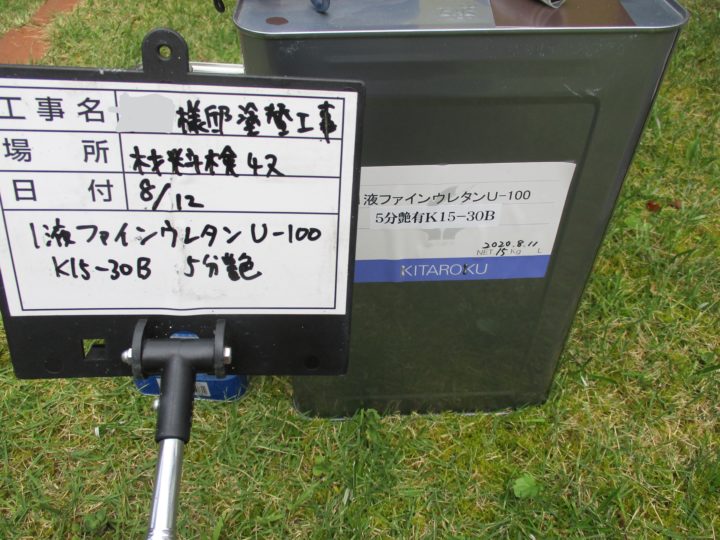 工事名 様邸塗替工事
場所 材料検収
日付 8/12
1液ファインウレタンU-100
K15-30B 5分艶
液ファインウレタンU-100
5分艶有K15-30B
2020.8.11
NET 15 Kg L
KITAROKU